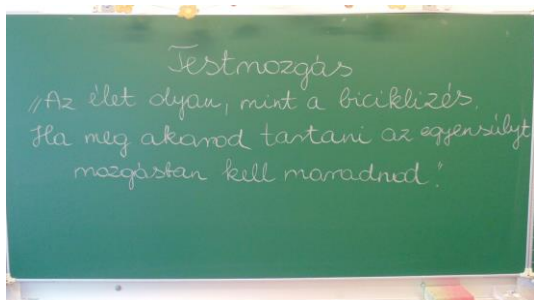 Testmozgás
„Az élet olyan, mint a biciklizés.
Ha meg akarod tartani az egyensúlyt
mozgásban kell maradnod."